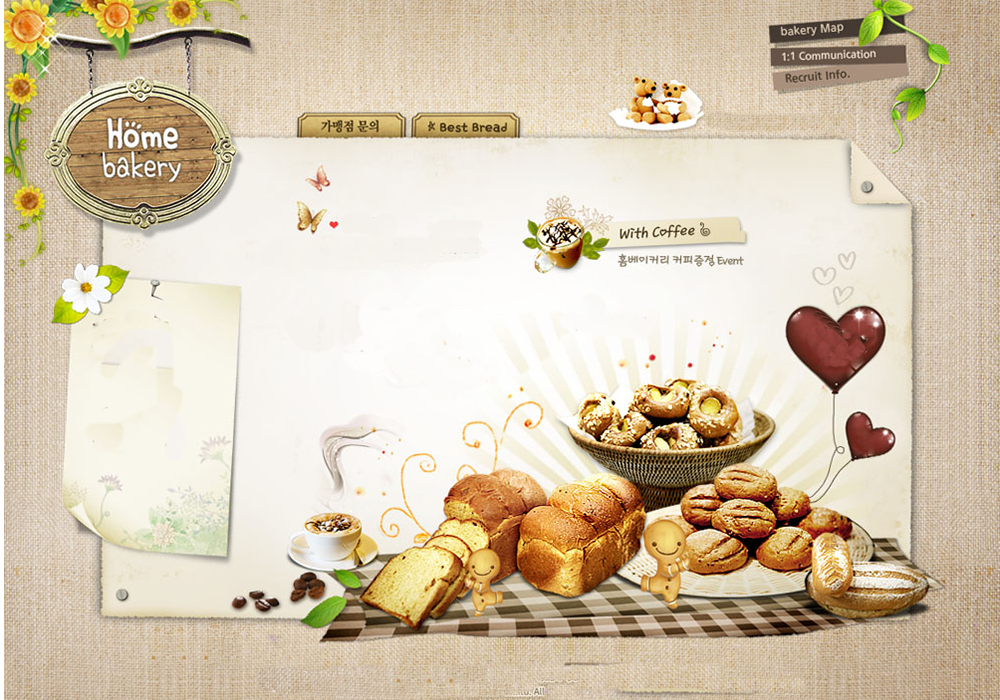 bakery Map
1:1 Communication
Recruit Info.
Home
bakery
가맹점 문의
Best Bread
With Coffee
홈베이커리 커피증정 Event
All